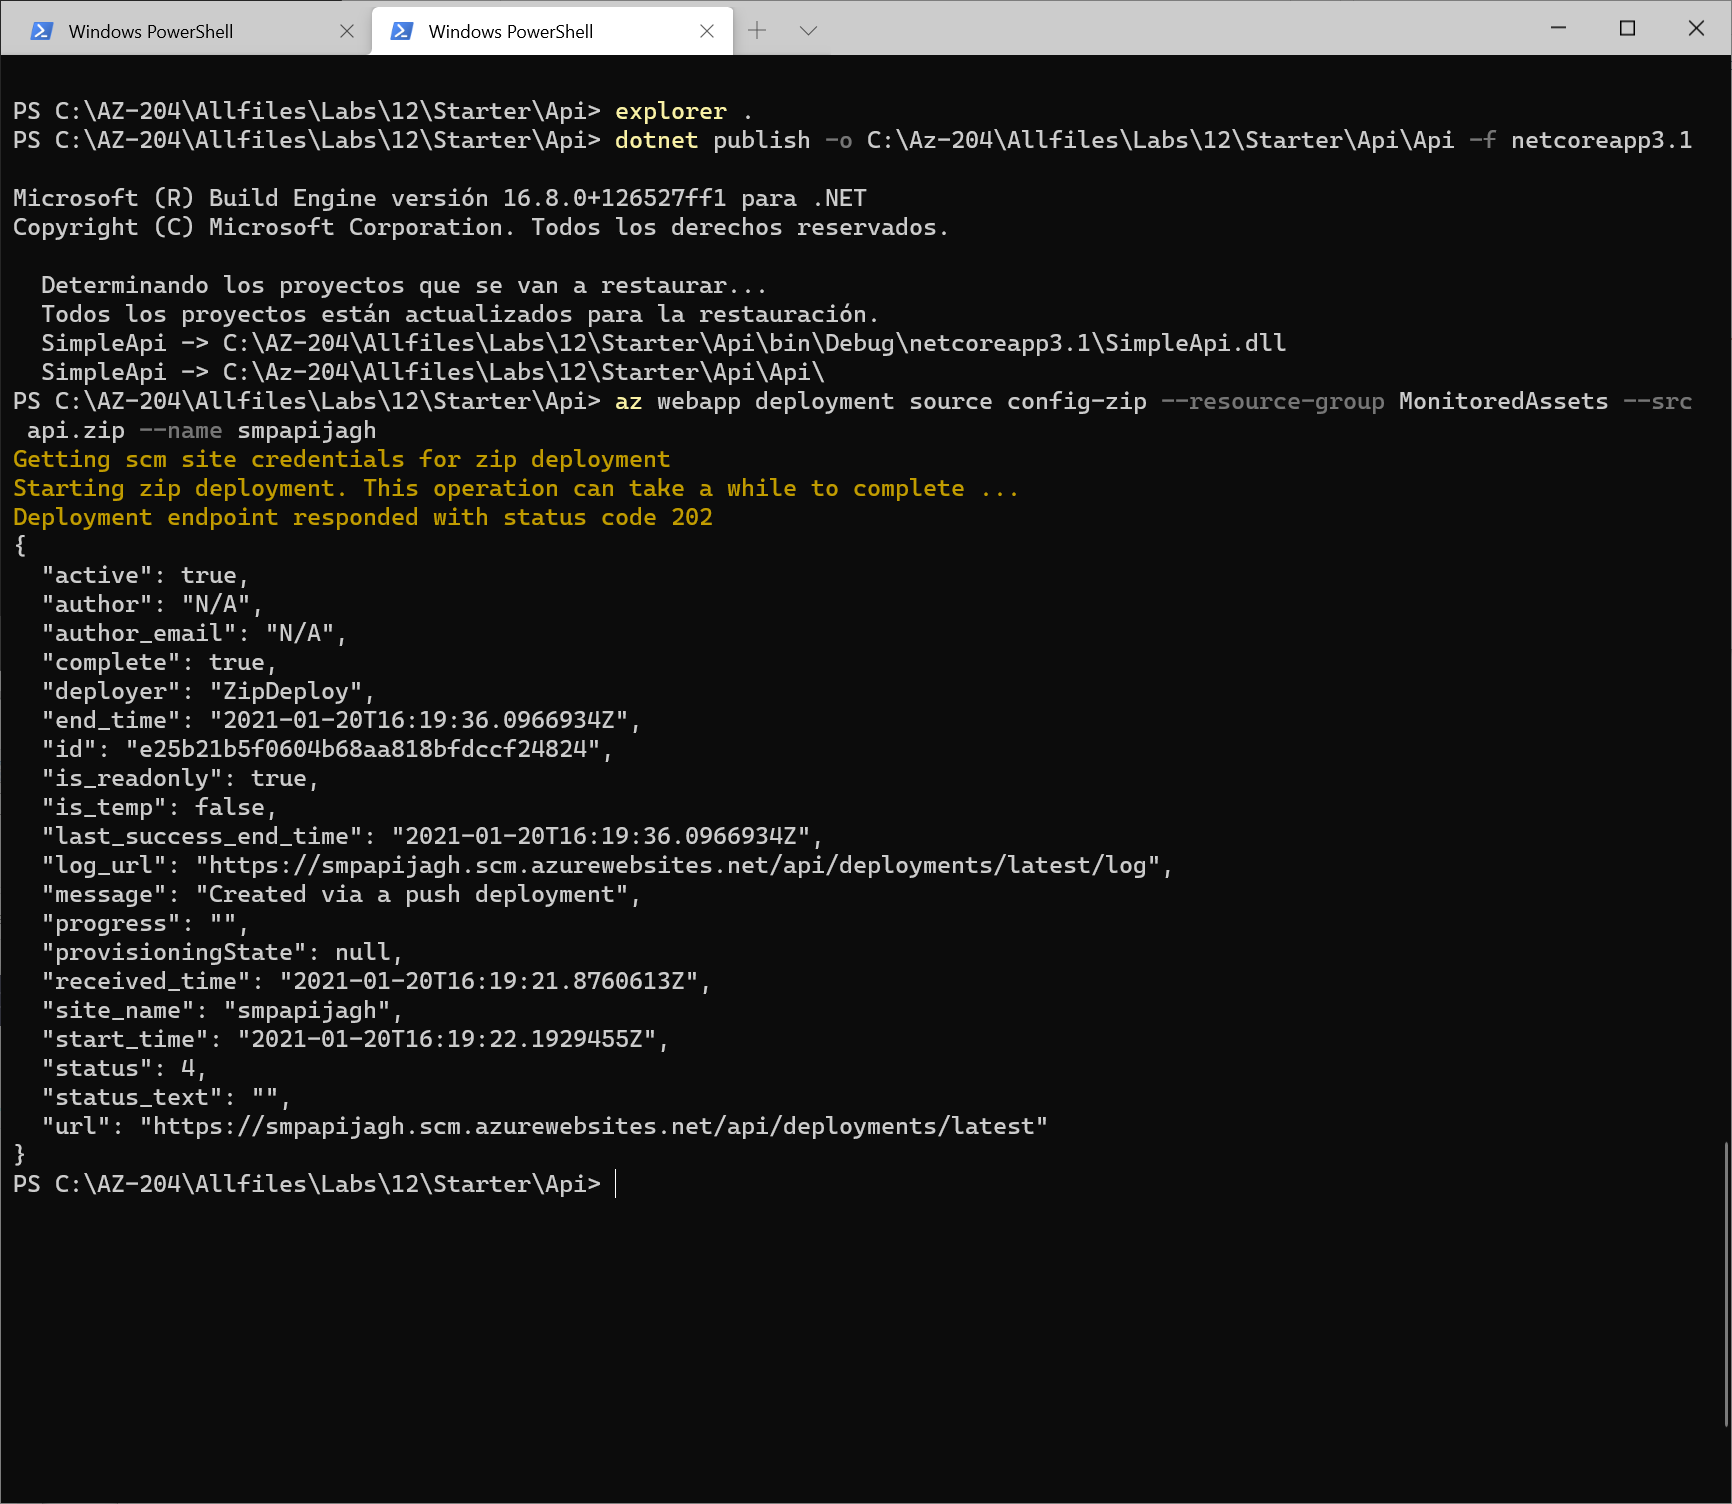 Windows PowerShell
Windows PowerShell
PS C:\AZ-204\Allfiles\Labs\12\Starter\Api> explorer .
PS C:\AZ-204\Allfiles\Labs\12\Starter\Api> dotnet publish -o C:\Az-204\Allfiles\Labs\12\Starter\Api\Api -f netcoreapp3.1
Microsoft (R) Build Engine versión 16.8.0+126527ff1 para .NET
Copyright (C) Microsoft Corporation. Todos los derechos reservados.
  Determinando los proyectos que se van a restaurar...
  Todos los proyectos están actualizados para la restauración.
  SimpleApi -> C:\AZ-204\Allfiles\Labs\12\Starter\Api\bin\Debug\netcoreapp3.1\SimpleApi.dll
  SimpleApi -> C:\Az-204\Allfiles\Labs\12\Starter\Api\Api\
PS C:\AZ-204\Allfiles\Labs\12\Starter\Api> az webapp deployment source config-zip --resource-group MonitoredAssets --src
 api.zip --name smpapijagh
Getting scm site credentials for zip deployment
Starting zip deployment. This operation can take a while to complete ...
Deployment endpoint responded with status code 202
{
  "active": true,
  "author": "N/A",
  "author_email": "N/A",
  "complete": true,
  "deployer": "ZipDeploy",
  "end_time": "2021-01-20T16:19:36.0966934Z",
  "id": "e25b21b5f0604b68aa818bfdccf24824",
  "is_readonly": true,
  "is_temp": false,
  "last_success_end_time": "2021-01-20T16:19:36.0966934Z",
  "log_url": "https://smpapijagh.scm.azurewebsites.net/api/deployments/latest/log",
  "message": "Created via a push deployment",
  "progress": "",
  "provisioningState": null,
  "received_time": "2021-01-20T16:19:21.8760613Z",
  "site_name": "smpapijagh",
  "start_time": "2021-01-20T16:19:22.1929455Z",
  "status": 4,
  "status_text": "",
  "url": "https://smpapijagh.scm.azurewebsites.net/api/deployments/latest"
}
PS C:\AZ-204\Allfiles\Labs\12\Starter\Api>